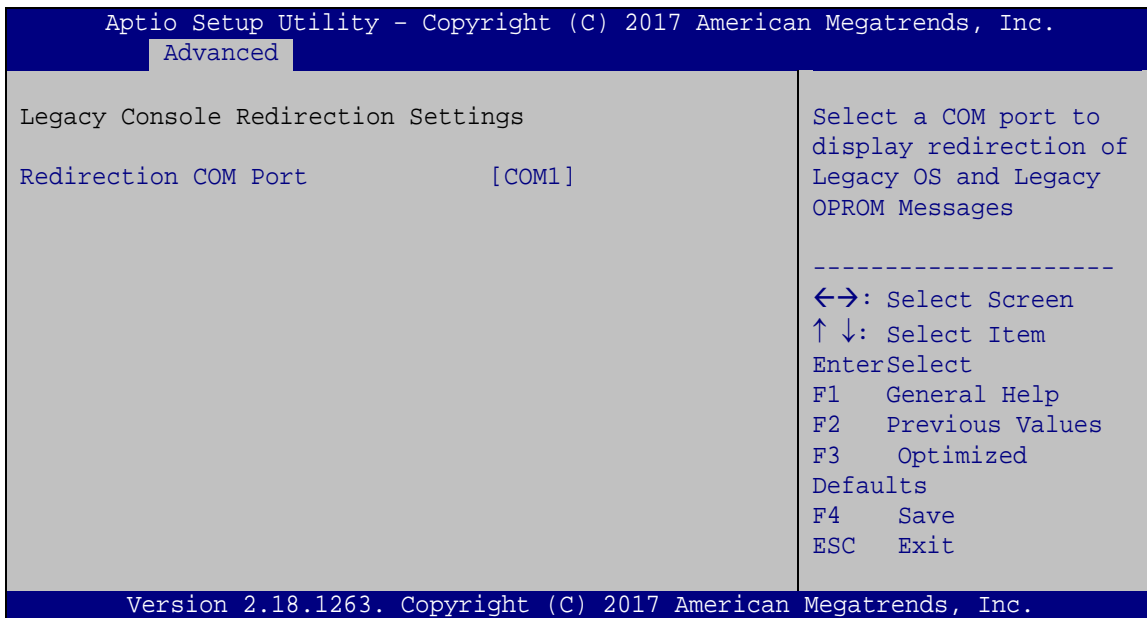 Aptio Setup Utility – Copyright (C) 2017 American Megatrends, Inc.
Advanced
Legacy Console Redirection Settings
Redirection COM Port [COM1]
Select a COM port to
display redirection of
Legacy OS and Legacy
OPROM Messages
---------------------
←→: Select Screen
↑ ↓: Select Item
EnterSelect
F1 General Help
F2 Previous Values
F3 Optimized
Defaults
F4 Save
ESC Exit
Version 2.18.1263. Copyright (C) 2017 American Megatrends, Inc.